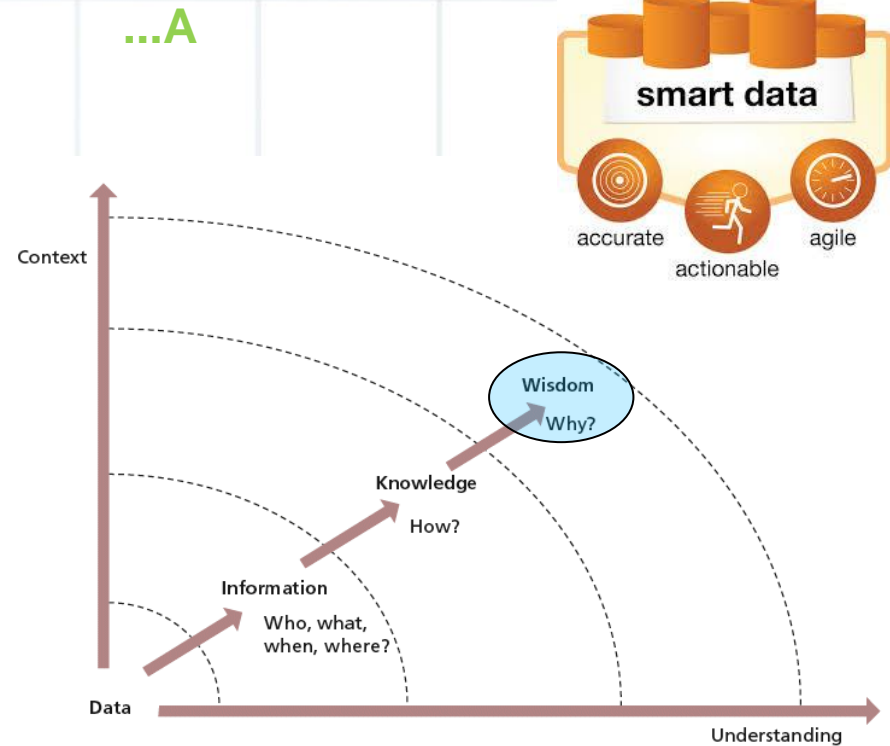 ...A
smart data
accurate
actionable
agile
Context
Wisdom
Why?
Knowledge
How?
Information
Who, what,
when, where?
Data
Understanding